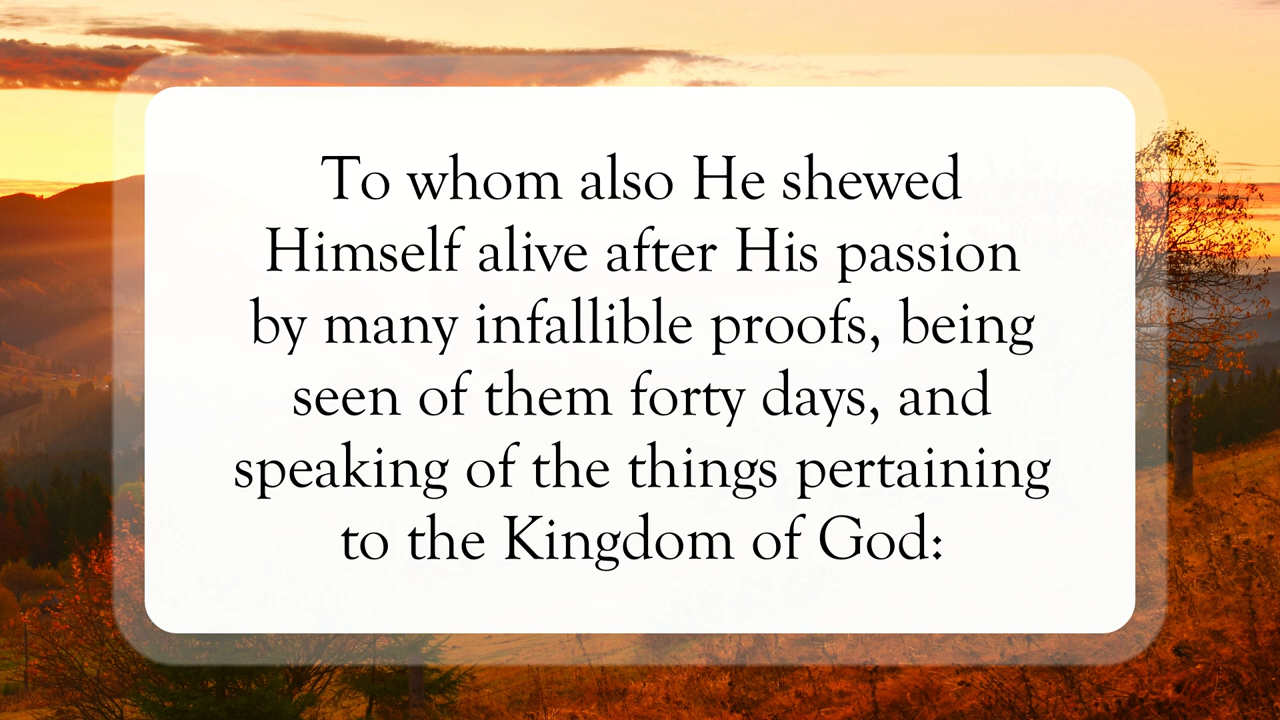 To whom also He shewed
Himself alive after His passion
by many infallible proofs, being
seen of them forty days, and
speaking of the things pertaining
to the Kingdom of God: